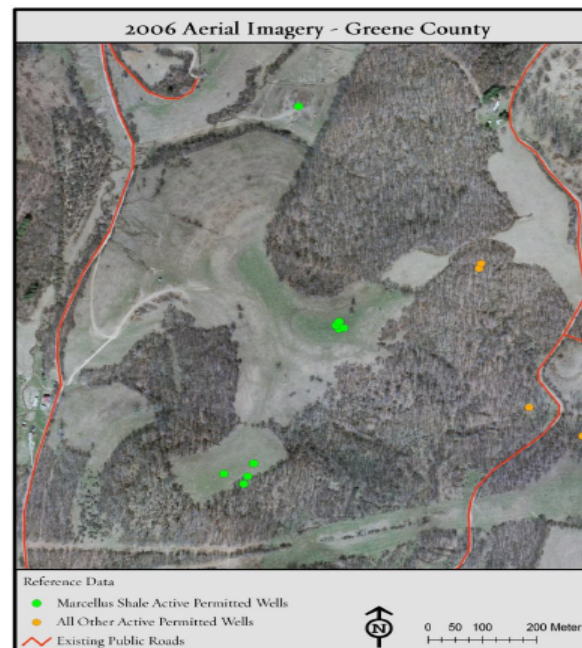 2006 Aerial Imagery - Greene County
Reference Data
Marcellus Shale Active Permitted Wells
All Other Active Permitted Wells
Existing Public Roads
N
0 50 100 200 Meter